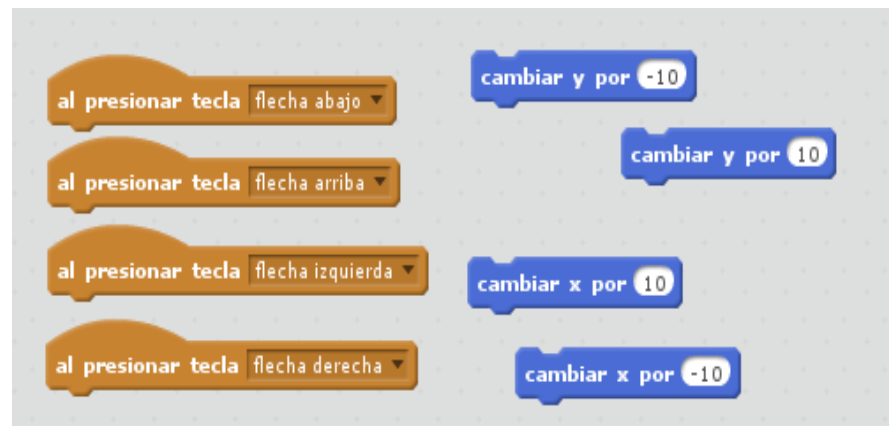 al presionar tecla flecha abajo
cambiar y por -10
cambiar y por 10
al presionar tecla flecha arriba
al presionar tecla flecha izquierda
cambiar x por 10
al presionar tecla flecha derecha
cambiar x por -10